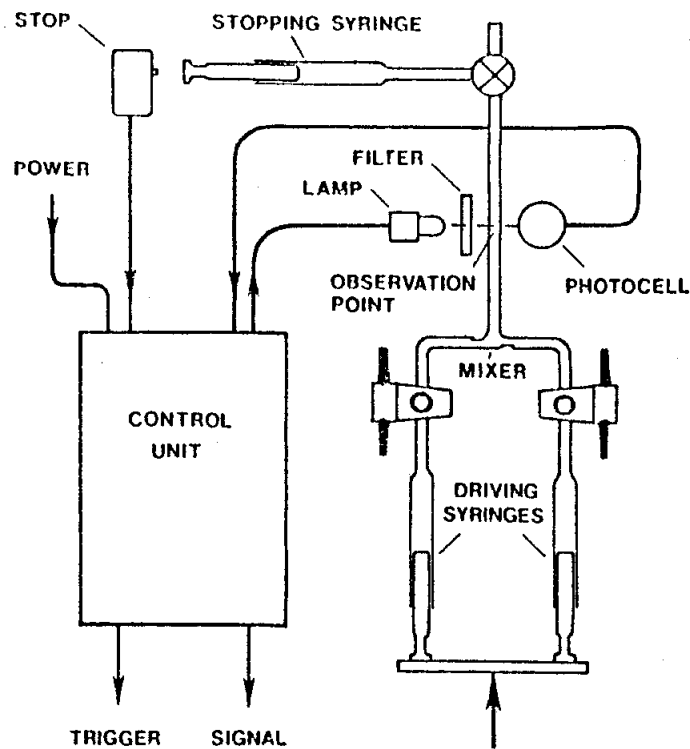 STOP
STOPPING SYRINGE
POWER
FILTER
LAMP
OBSERVATION
POINT
PHOTOCELL
MIXER
CONTROL
UNIT
DRIVING
SYRINGES
TRIGGER
SIGNAL